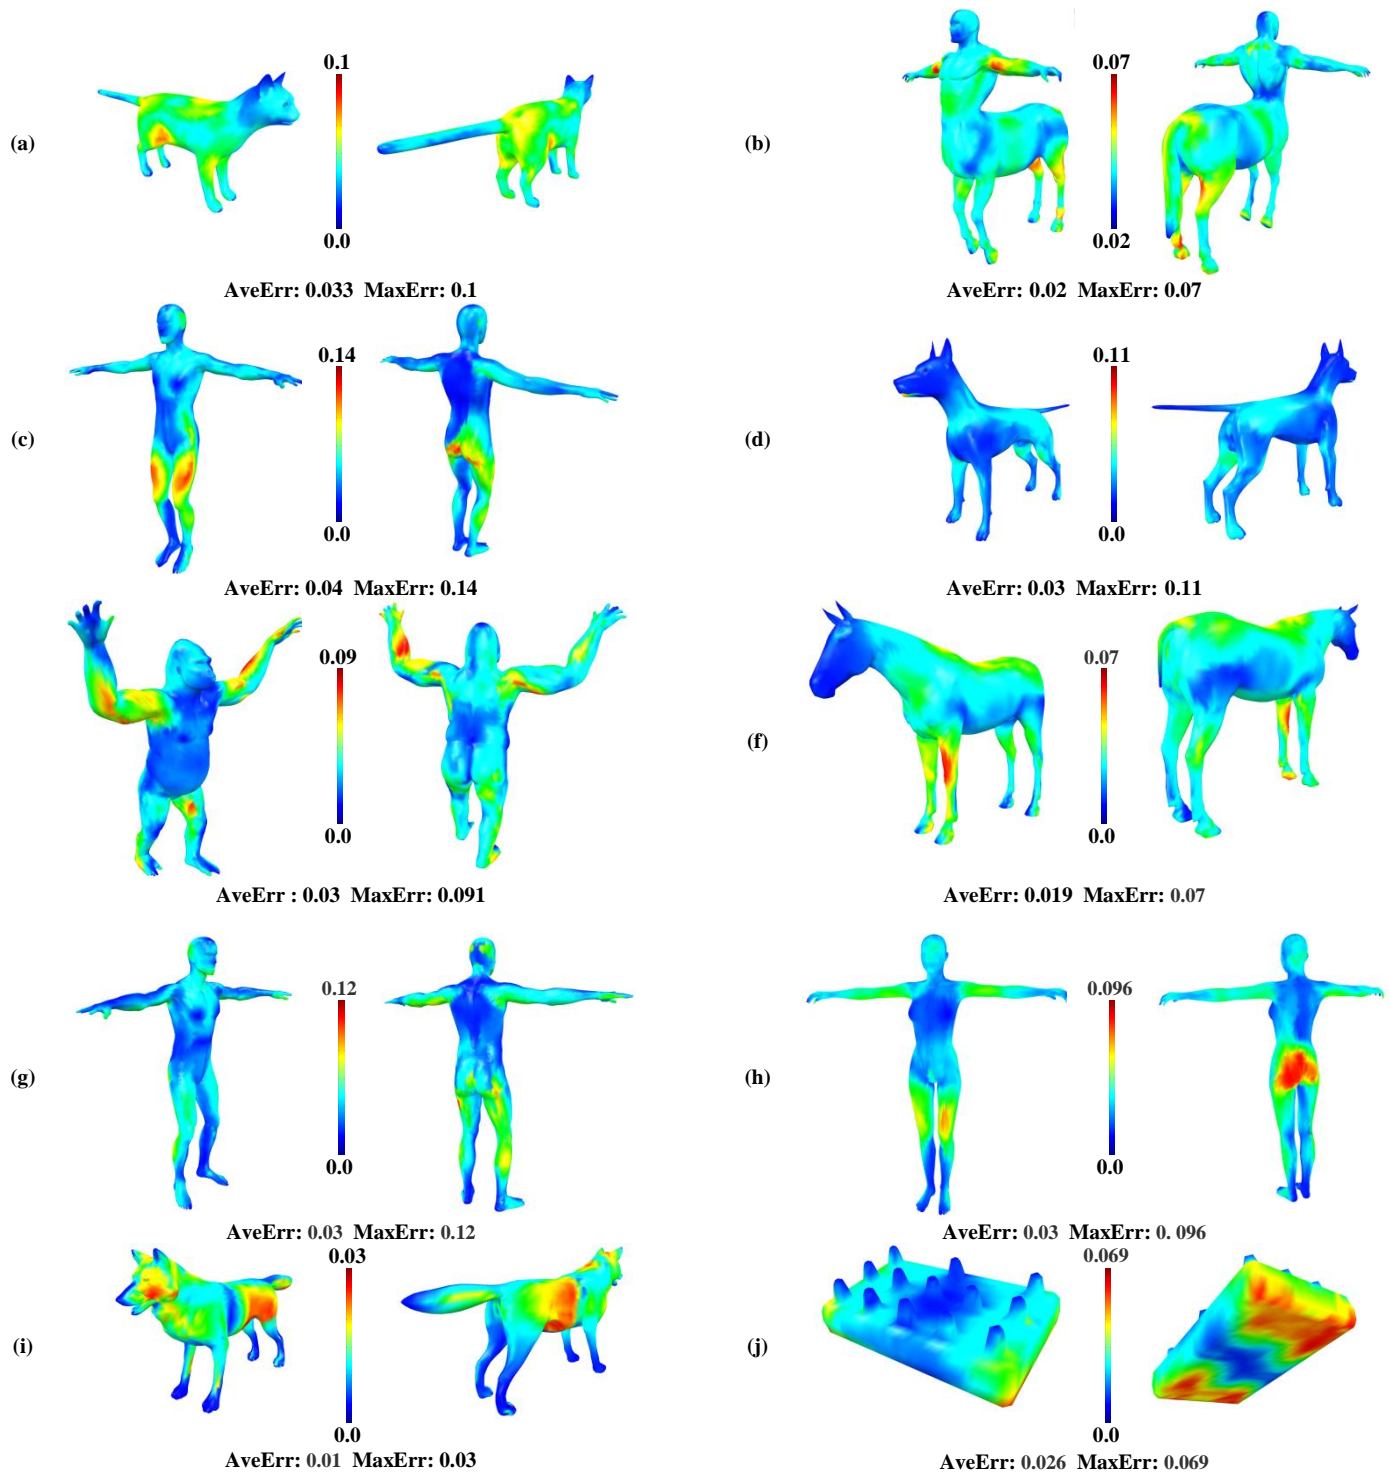 0.1
0.07
(a)
(b)
0.0
0.02
AveErr: 0.033 MaxErr: 0.1
AveErr: 0.02 MaxErr: 0.07
0.14
0.11
(c)
(d)
0.0
0.0
AveErr: 0.04 MaxErr: 0.14
AveErr: 0.03 MaxErr: 0.11
0.09
0.07
(f)
0.0
0.0
AveErr : 0.03 MaxErr: 0.091
AveErr: 0.019 MaxErr: 0.07
0.12
0.096
(g)
(h)
0.0
0.0
AveErr: 0.03 MaxErr: 0.12
AveErr: 0.03 MaxErr: 0. 096
0.03
0.069
(i)
(j)
0.0
0.0
AveErr: 0.01 MaxErr: 0.03
AveErr: 0.026 MaxErr: 0.069